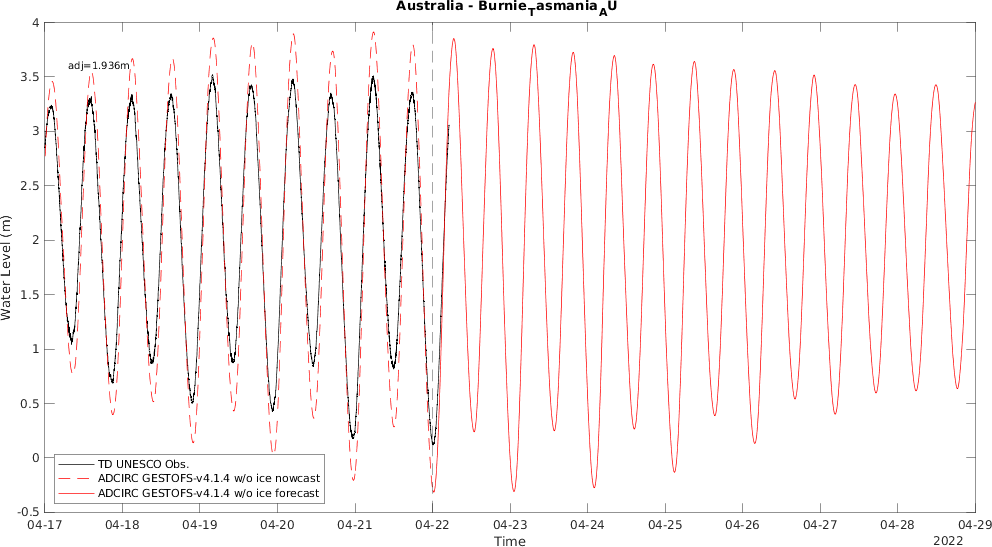 Australia - BurnieTasmaniaAU
4
3.5
3
2.5
2
1.5
1
0.5
0
-0.5
Water Level (m)
adj=1.936m
TD UNESCO Obs.
ADCIRC GESTOFS-v4.1.4 w/o ice nowcast
ADCIRC GESTOFS-v4.1.4 w/o ice forecast
04-17 04-18 04-19 04-20 04-21 04-22 04-23 04-24 04-25 04-26 04-27 04-28 04-29
Time
2022